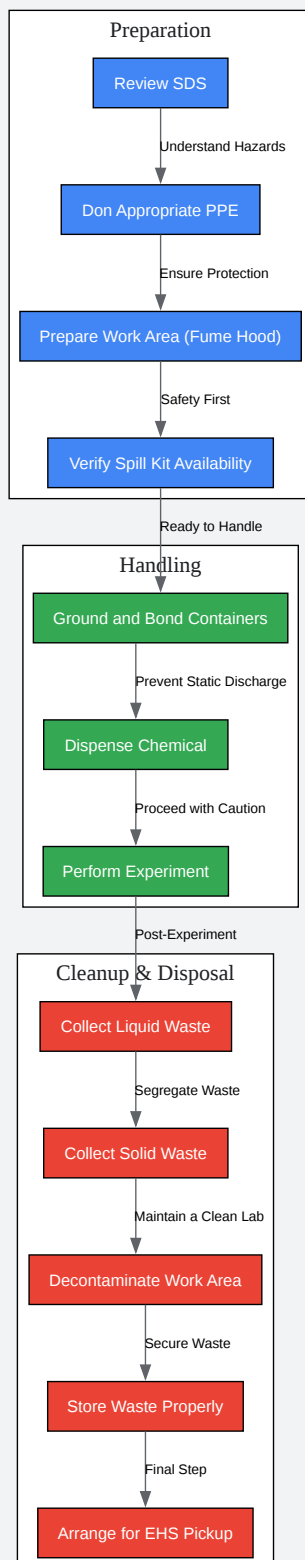 Preparation
Review SDS
Understand Hazards
Don Appropriate PPE
Ensure Protection
Prepare Work Area (Fume Hood)
Safety First
Verify Spill Kit Availability
Ready to Handle
Handling
Ground and Bond Containers
Prevent Static Discharge
Dispense Chemical
Proceed with Caution
Perform Experiment
Post-Experiment
Cleanup & Disposal
Collect Liquid Waste
Segregate Waste
Collect Solid Waste
Maintain a Clean Lab
Decontaminate Work Area
Secure Waste
Store Waste Properly
Final Step
Arrange for EHS Pickup